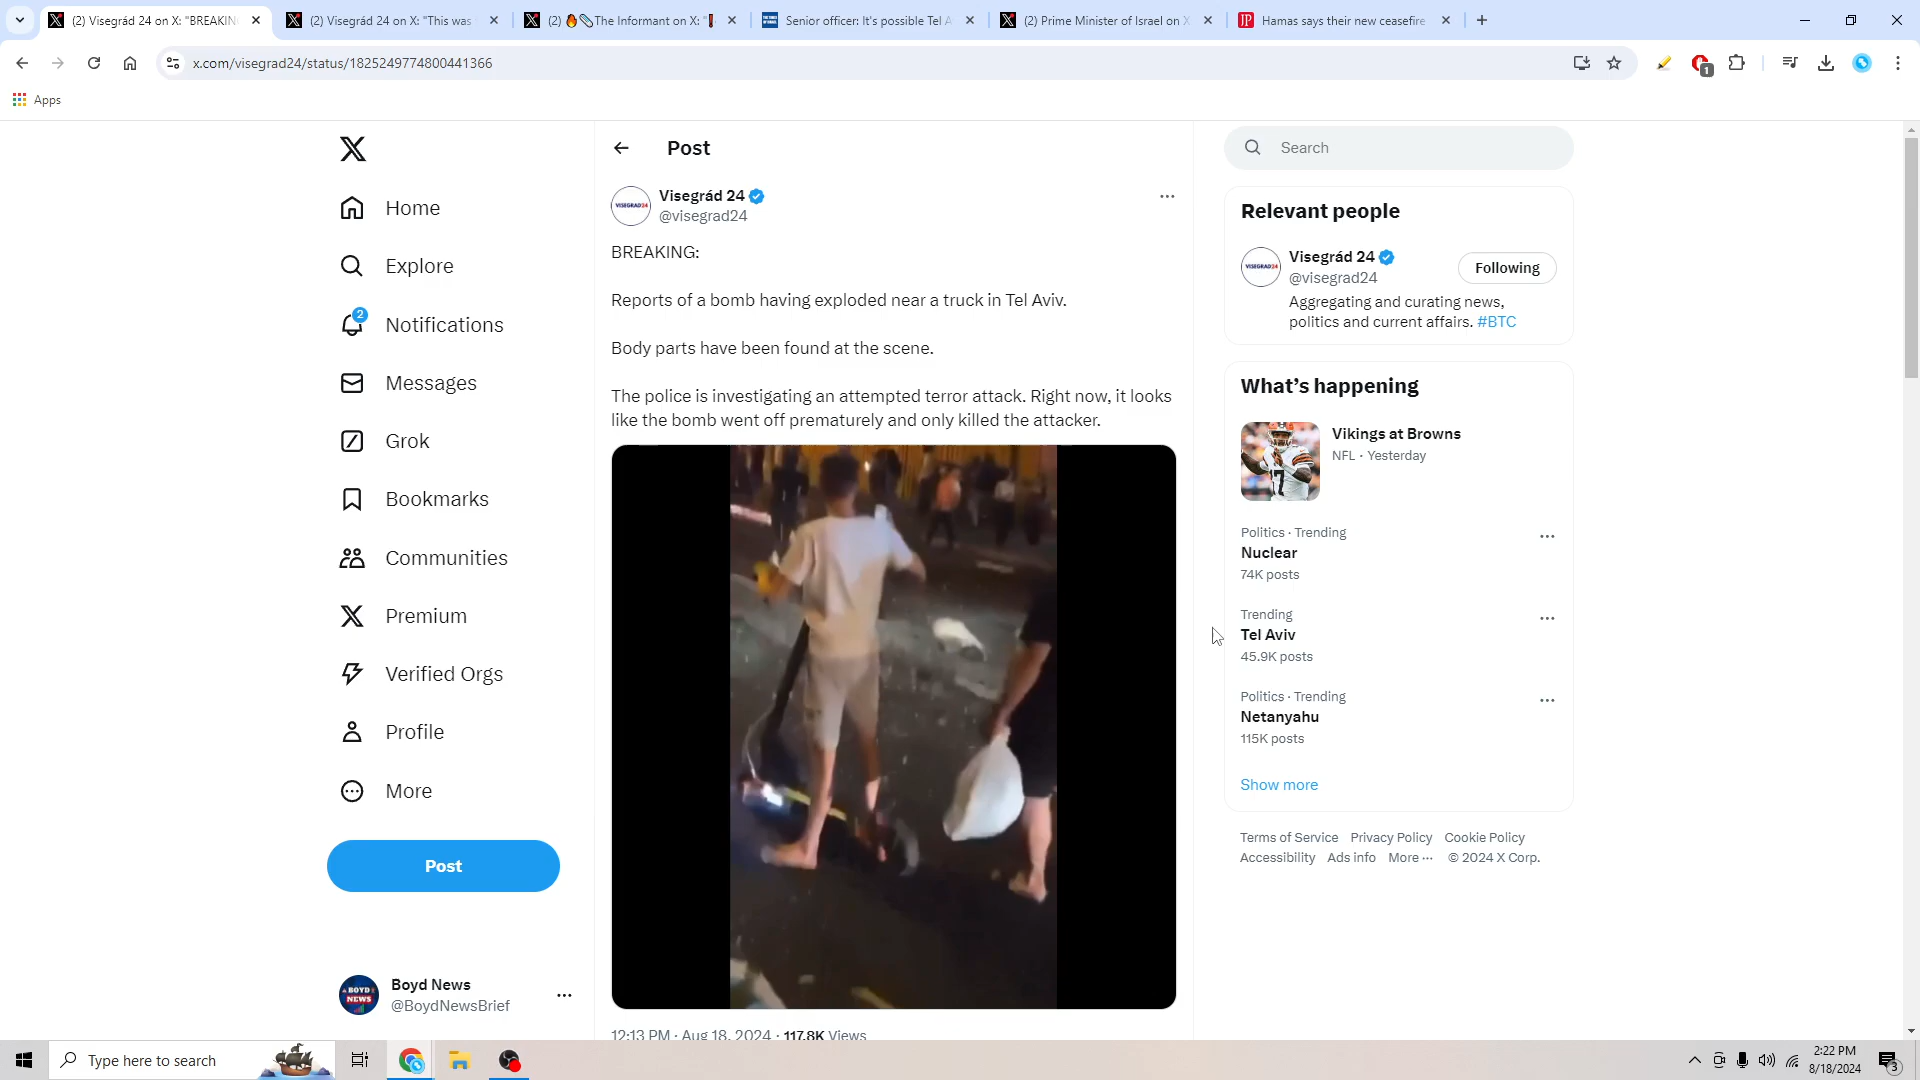 (2) Visegrád 24 on X: "BREAKIN
(2) Visegrád 24 on X: "This was
(2) 🔥📎The Informant on X: "
Senior officer: It's possible Tel A
(2) Prime Minister of Israel on X
Hamas says their new ceasefire
x.com/visegrad24/status/1825249774800441366
1
Apps
Post
Search
Home
Explore
2
Notifications
Messages
Grok
Bookmarks
Communities
Premium
Verified Orgs
Profile
More
Post
Boyd News
@BoydNewsBrief
BOYD
NEWS
VISEGRAD24
Visegrád 24
@visegrad24
BREAKING:
Reports of a bomb having exploded near a truck in Tel Aviv.
Body parts have been found at the scene.
The police is investigating an attempted terror attack. Right now, it looks
like the bomb went off prematurely and only killed the attacker.
12:13 PM · Aug 18, 2024 · 117.8K Views
Relevant people
VISEGRAD24
Visegrád 24
@visegrad24
Following
Aggregating and curating news,
politics and current affairs. #BTC
What's happening
Vikings at Browns
NFL · Yesterday
Politics · Trending
Nuclear
74K posts
Trending
Tel Aviv
45.9K posts
Politics · Trending
Netanyahu
115K posts
Show more
Terms of Service Privacy Policy Cookie Policy
Accessibility Ads info More ··· © 2024 X Corp.
Type here to search
2:22 PM
8/18/2024
3